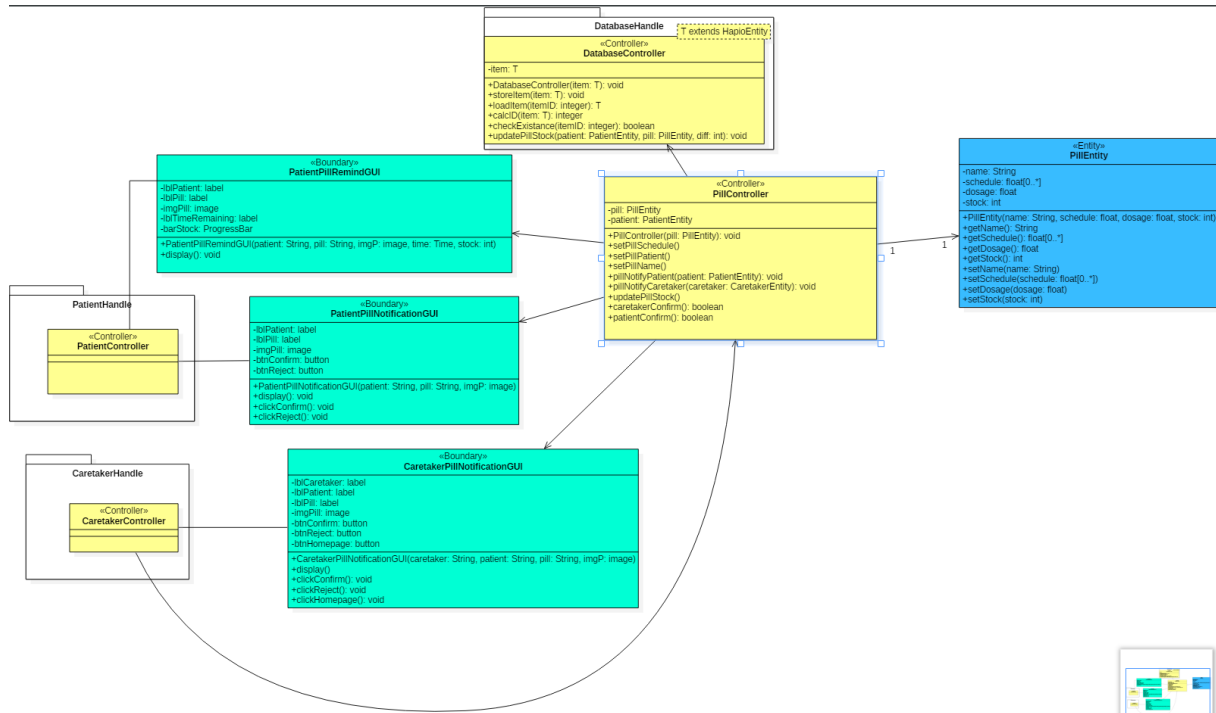 DatabaseHandle
T extends HapioEntity
«Controller»
DatabaseController
-item: T
+DatabaseController(item: T): void
+storeItem(item: T): void
+loadItem(itemID: integer): T
+calcID(item: T): integer
+checkExistance(itemID: integer): boolean
+updatePillStock(patient: PatientEntity, pill: PillEntity, diff: int): void
«Boundary»
PatientPillRemindGUI
-lblPatient: label
-lblPill: label
-imgPill: image
-lblTimeRemaining: label
-barStock: ProgressBar
+PatientPillRemindGUI(patient: String, pill: String, imgP: image, time: Time, stock: int)
+display(): void
«Controller»
PillController
-pill: PillEntity
-patient: PatientEntity
+PillController(pill: PillEntity): void
+setPillSchedule()
+setPillPatient()
+setPillName()
+pillNotifyPatient(patient: PatientEntity): void
+pillNotifyCaretaker(caretaker: CaretakerEntity): void
+updatePillStock()
+caretakerConfirm(): boolean
+patientConfirm(): boolean
1
1
«Entity»
PillEntity
-name: String
-schedule: float[0..*]
-dosage: float
-stock: int
+PillEntity(name: String, schedule: float, dosage: float, stock: int)
+getName(): String
+getSchedule(): float[0..*]
+getDosage(): float
+getStock(): int
+setName(name: String)
+setSchedule(schedule: float[0..*])
+setDosage(dosage: float)
+setStock(stock: int)
PatientHandle
«Controller»
PatientController
«Boundary»
PatientPillNotificationGUI
-lblPatient: label
-lblPill: label
-imgPill: image
-btnConfirm: button
-btnReject: button
+PatientPillNotificationGUI(patient: String, pill: String, imgP: image)
+display(): void
+clickConfirm(): void
+clickReject(): void
CaretakerHandle
«Controller»
CaretakerController
«Boundary»
CaretakerPillNotificationGUI
-lblCaretaker: label
-lblPatient: label
-lblPill: label
-imgPill: image
-btnConfirm: button
-btnReject: button
-btnHomepage: button
+CaretakerPillNotificationGUI(caretaker: String, patient: String, pill: String, imgP: image)
+display()
+clickConfirm(): void
+clickReject(): void
+clickHomepage(): void